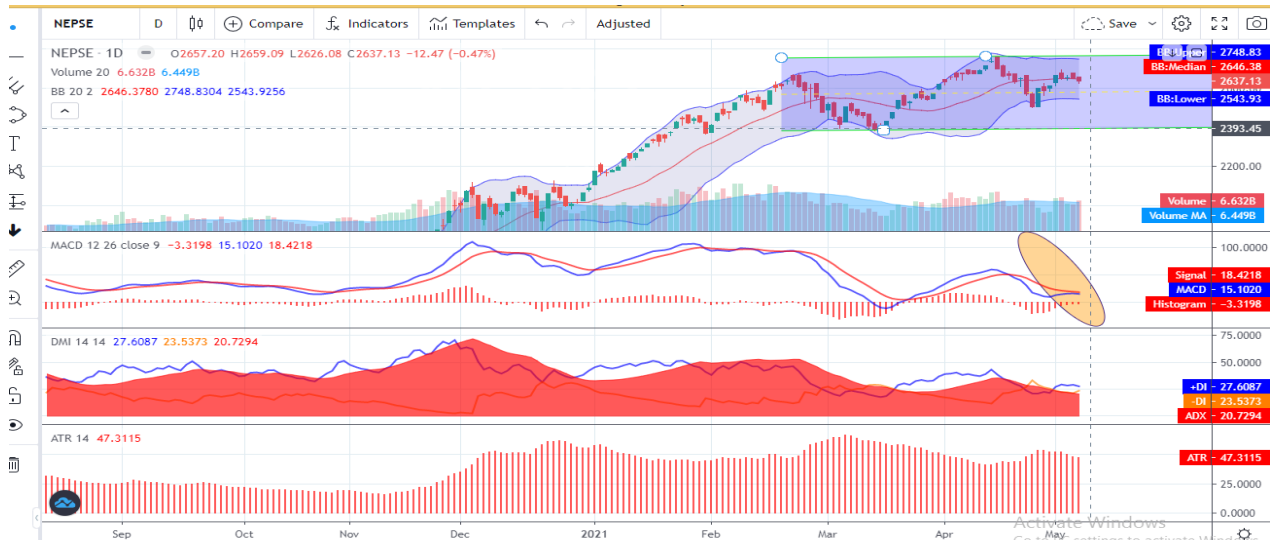 NEPSE D Compare Indicators Templates Adjusted Save
NEPSE - 1D O2657.20 H2659.09 L2626.08 C2637.13 −12.47 (−0.47%)
Volume 20 6.632B 6.449B
BB 20 2 2646.3780 2748.8304 2543.9256
2748.83
BB:Median 2646.38
2637.13
BB:Lower 2543.93
2393.45
2200.00
Volume 6.632B
Volume MA 6.449B
MACD 12 26 close 9 −3.3198 15.1020 18.4218
100.0000
Signal 18.4218
MACD 15.1020
Histogram −3.3198
DMI 14 14 27.6087 23.5373 20.7294
75.0000
50.0000
+DI 27.6087
-DI 23.5373
ADX 20.7294
ATR 14 47.3115
ATR 47.3115
25.0000
0.0000
Activate Windows
Sep Oct Nov Dec 2021 Feb Mar Apr May